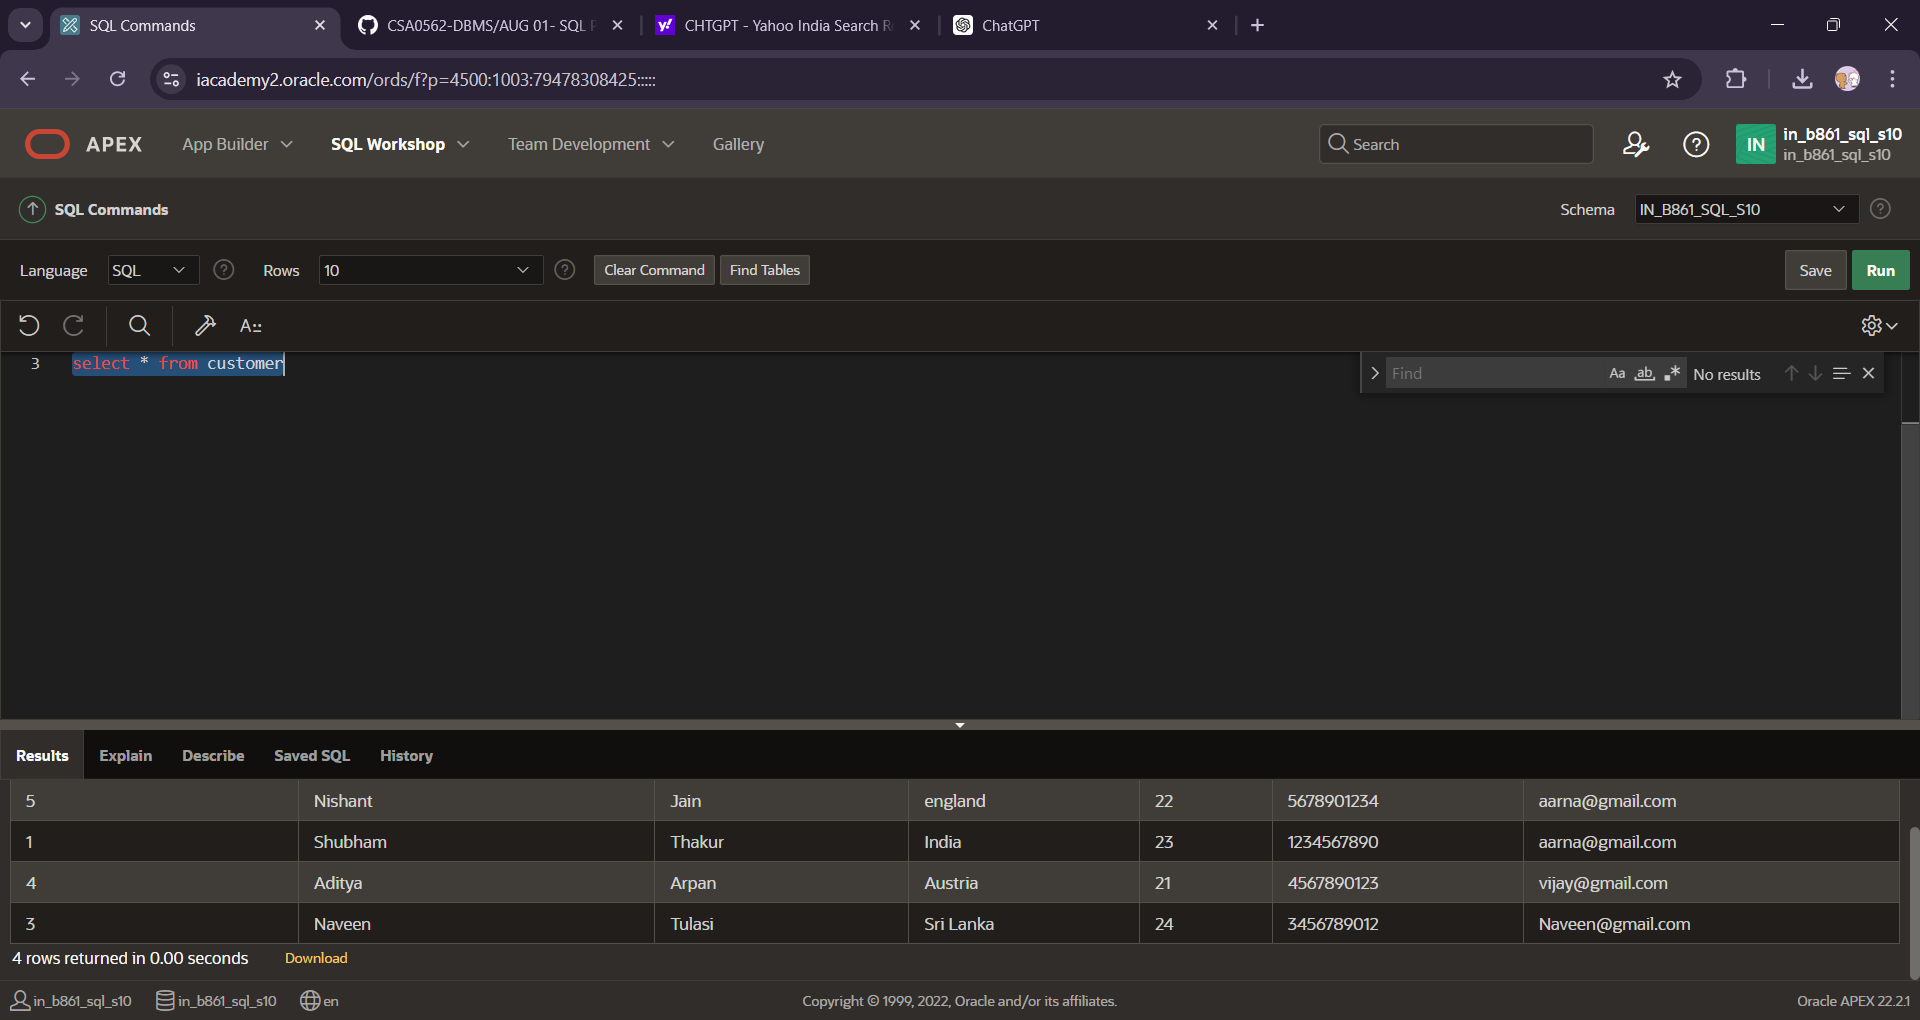 SQL Commands
CSA0562-DBMS/AUG 01- SQL P
CHTGPT - Yahoo India Search R
ChatGPT
iacademy2.oracle.com/ords/f?p=4500:1003:79478308425:::::
APEX
App Builder
SQL Workshop
Team Development
Gallery
Search
IN
in_b861_sql_s10
in_b861_sql_s10
SQL Commands
Schema
IN_B861_SQL_S10
Language
SQL
Rows
10
Clear Command
Find Tables
Save
Run
3 select * from customer
Find
Aa
ab
No results
Results
Explain
Describe
Saved SQL
History
5 Nishant Jain england 22 5678901234 aarna@gmail.com
1 Shubham Thakur India 23 1234567890 aarna@gmail.com
4 Aditya Arpan Austria 21 4567890123 vijay@gmail.com
3 Naveen Tulasi Sri Lanka 24 3456789012 Naveen@gmail.com
4 rows returned in 0.00 seconds
Download
in_b861_sql_s10
in_b861_sql_s10
en
Copyright © 1999, 2022, Oracle and/or its affiliates.
Oracle APEX 22.2.1